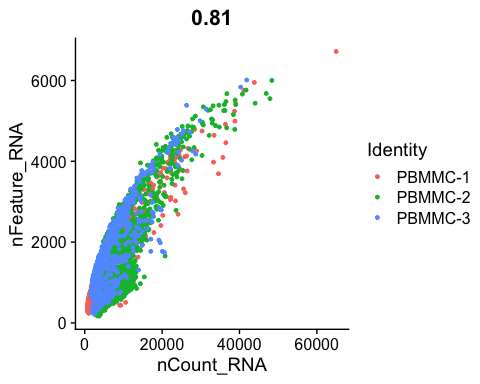 0.81
nFeature_RNA
6000
4000
2000
0
0 20000 40000 60000
nCount_RNA
Identity
PBMMC-1
PBMMC-2
PBMMC-3